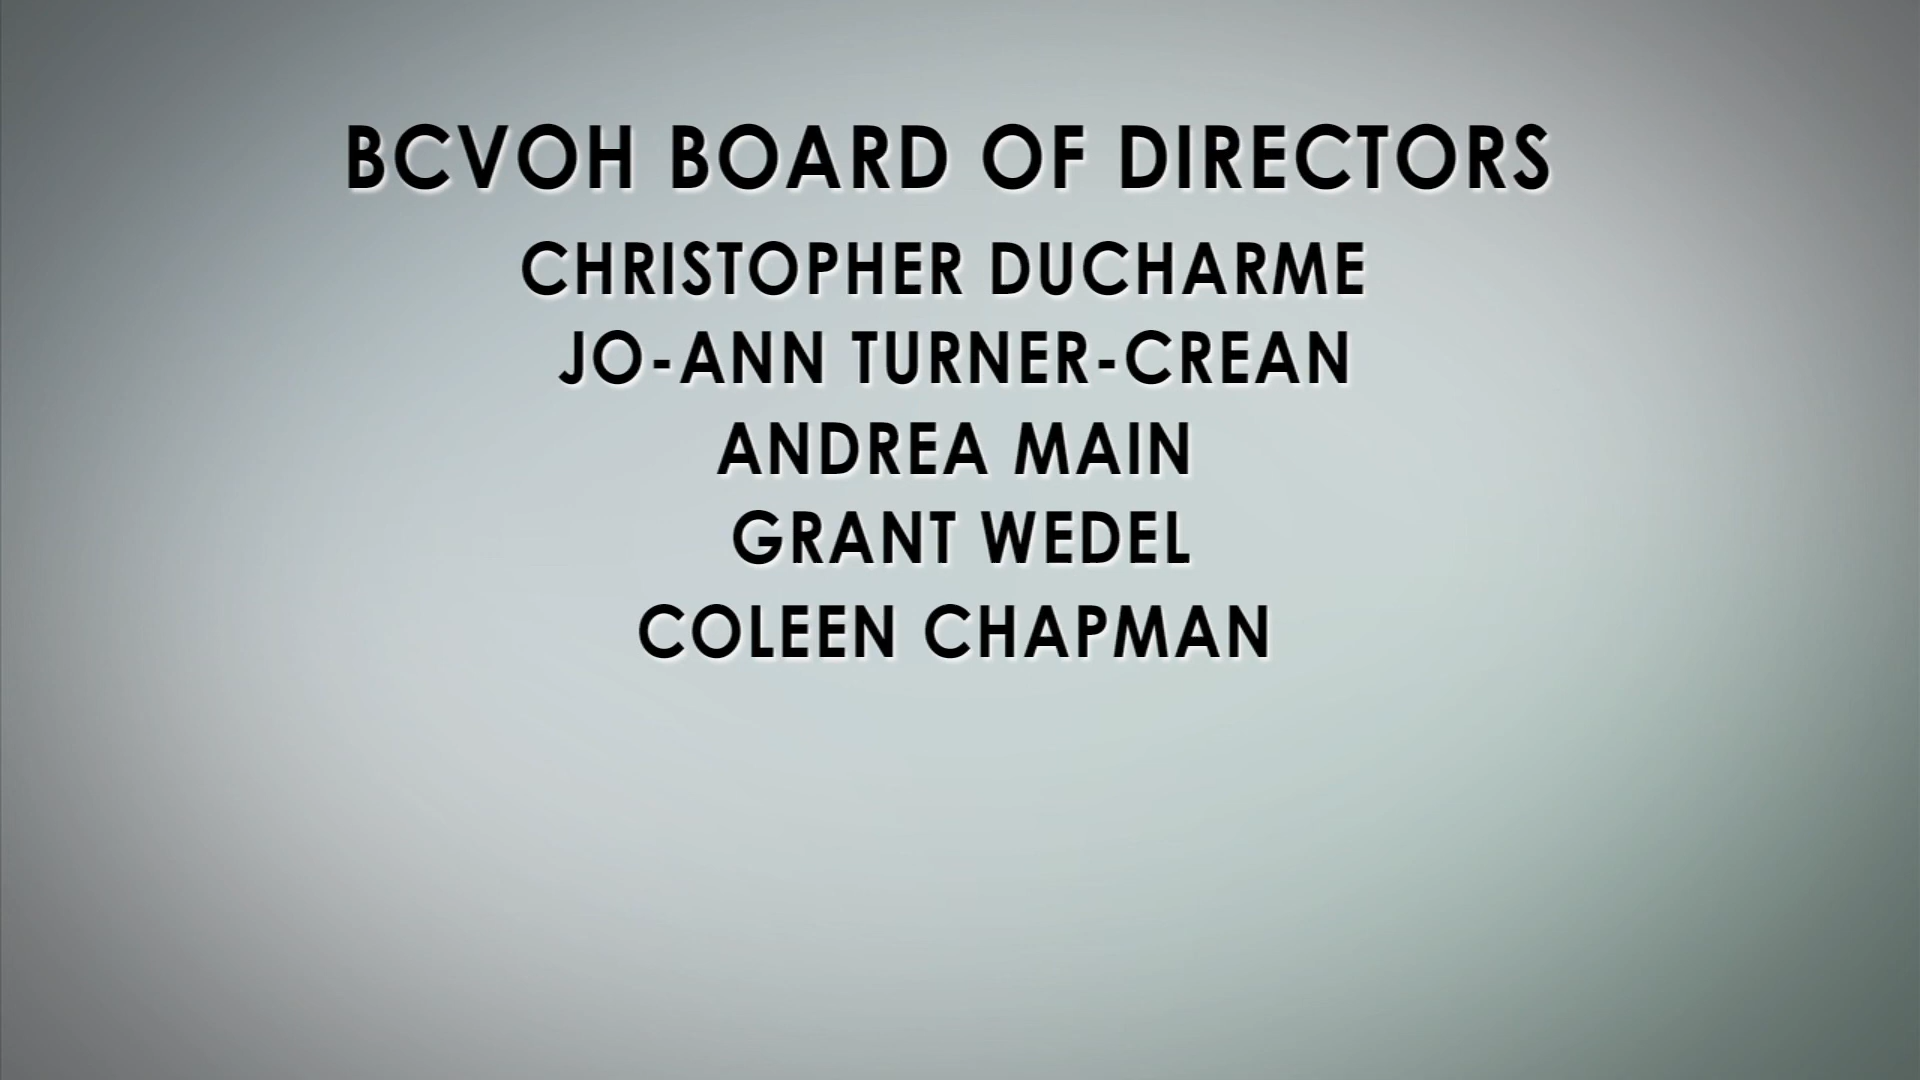 BCVOH BOARD OF DIRECTORS
CHRISTOPHER DUCHARME
JO-ANN TURNER-CREAN
ANDREA MAIN
GRANT WEDEL
COLEEN CHAPMAN